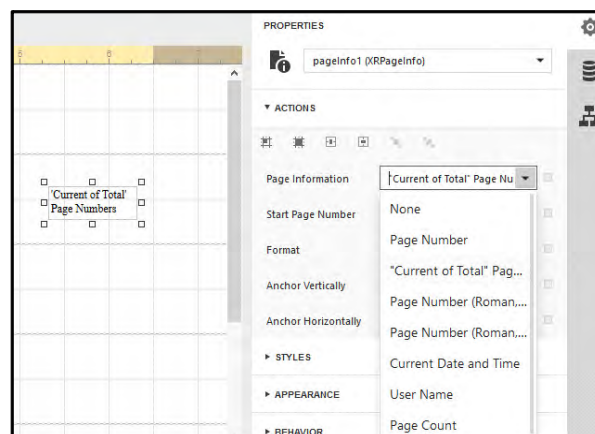 PROPERTIES
pageInfo1 (XRPageInfo)
ACTIONS
Page Information
'Current of Total' Page Nu
Start Page Number
Format
Anchor Vertically
Anchor Horizontally
None
Page Number
"Current of Total" Pag...
Page Number (Roman,...
Page Number (Roman,...
Current Date and Time
User Name
Page Count
STYLES
APPEARANCE
BEHAVIOR
'Current of Total'
Page Numbers